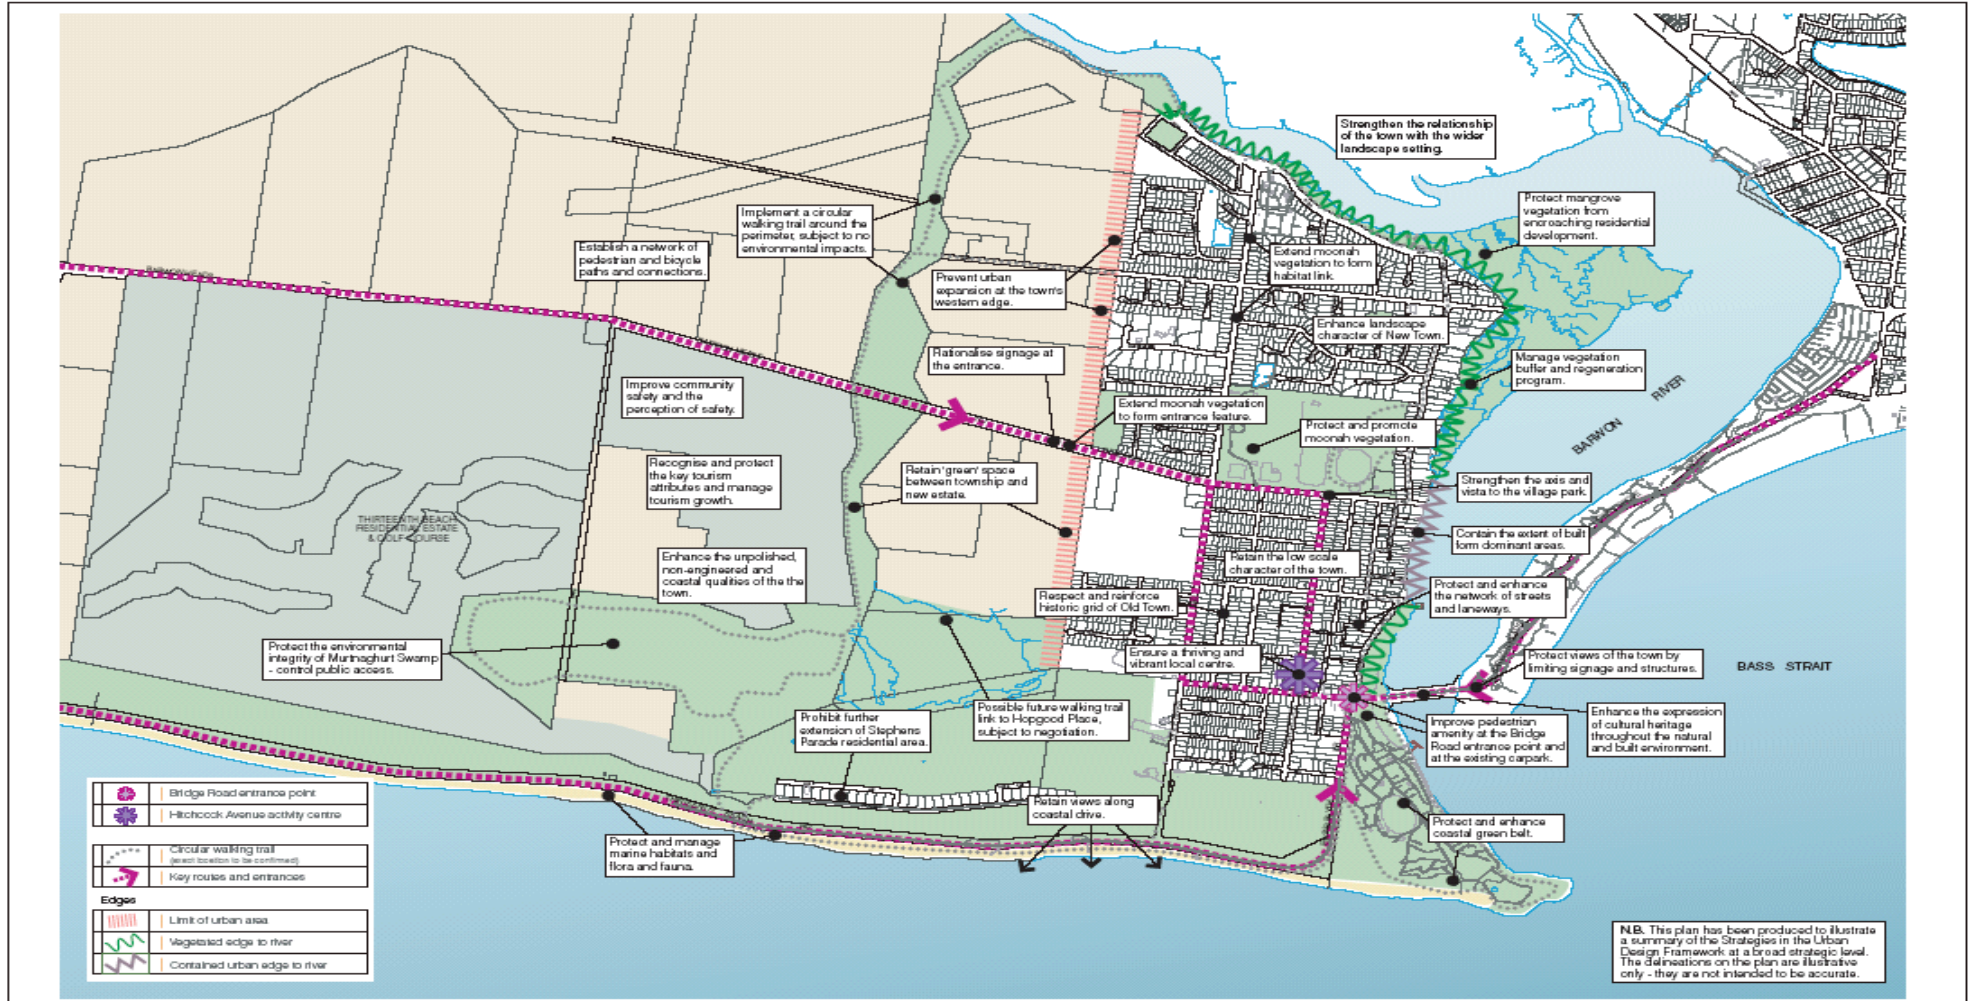 Strengthen the relationship
of the town with the wider
landscape setting.
Protect mangrove
vegetation from
encroaching residential
development.
Implement a circular
walking trail around the
perimeter, subject to no
environmental impacts.
Establish a network of
pedestrian and bicycle
paths and connections.
Extend moonah
vegetation to form
habitat link.
Prevent urban
expansion at the town's
western edge.
Enhance landscape
character of New Town.
Rationalise signage at
the entrance.
Manage vegetation
buffer and regeneration
program.
Improve community
safety and the
perception of safety.
Extend moonah vegetation
to form entrance feature.
Protect and promote
moonah vegetation.
BARWON RIVER
Recognise and protect
the key tourism
attributes and manage
tourism growth.
Retain 'green' space
between township and
new estate.
Strengthen the axis and
vista to the village park.
THIRTEENTH BEACH
RESIDENTIAL ESTATE
& GOLF COURSE
Contain the extent of built
form dominant areas.
Enhance the unpolished,
non-engineered and
coastal qualities of the the
town.
Retain the low scale
character of the town.
Respect and reinforce
historic grid of Old Town.
Protect and enhance
the network of streets
and laneways.
Protect the environmental
integrity of Murtnaghurt Swamp
- control public access.
Ensure a thriving and
vibrant local centre.
Protect views of the town by
limiting signage and structures.
BASS STRAIT
Prohibit further
extension of Stephens
Parade residential area.
Possible future walking trail
link to Hopgood Place,
subject to negotiation.
Improve pedestrian
amenity at the Bridge
Road entrance point and
at the existing carpark.
Enhance the expression
of cultural heritage
throughout the natural
and built environment.
Retain views along
coastal drive.
Protect and manage
marine habitats and
flora and fauna.
Protect and enhance
coastal green belt.
Bridge Road entrance point
Hitchcock Avenue activity centre
Circular walking trail
(exact location to be confirmed)
Key routes and entrances
Edges
Limit of urban area
Vegetated edge to river
Contained urban edge to river
N.B. This plan has been produced to illustrate
a summary of the Strategies in the Urban
Design Framework at a broad strategic level.
The delineations on the plan are illustrative
only - they are not intended to be accurate.